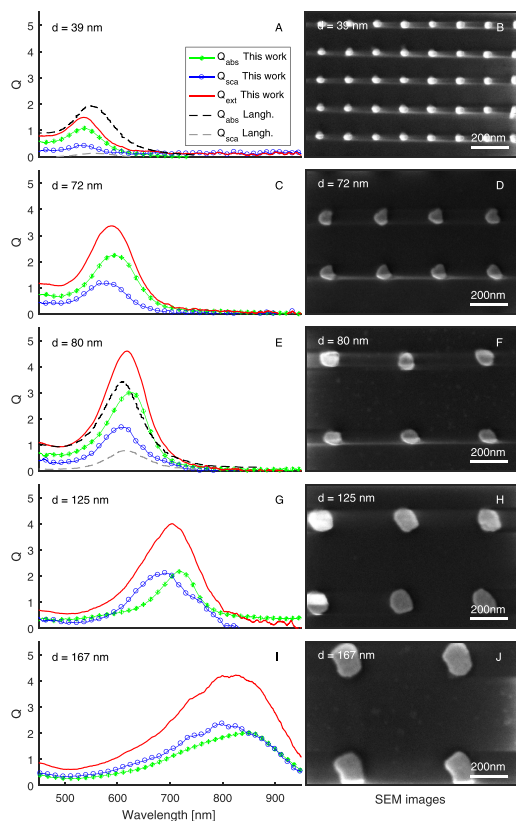 d = 39 nm A
Q
5
4
3
2
1
0
Q_abs This work
Q_sca This work
Q_ext This work
Q_abs Langh.
Q_sca Langh.
d = 39 nm B
200nm
d = 72 nm C
Q
5
4
3
2
1
0
d = 72 nm D
200nm
d = 80 nm E
Q
5
4
3
2
1
0
d = 80 nm F
200nm
d = 125 nm G
Q
5
4
3
2
1
0
d = 125 nm H
200nm
d = 167 nm I
Q
5
4
3
2
1
0
500 600 700 800 900
Wavelength [nm]
d = 167 nm J
200nm
SEM images